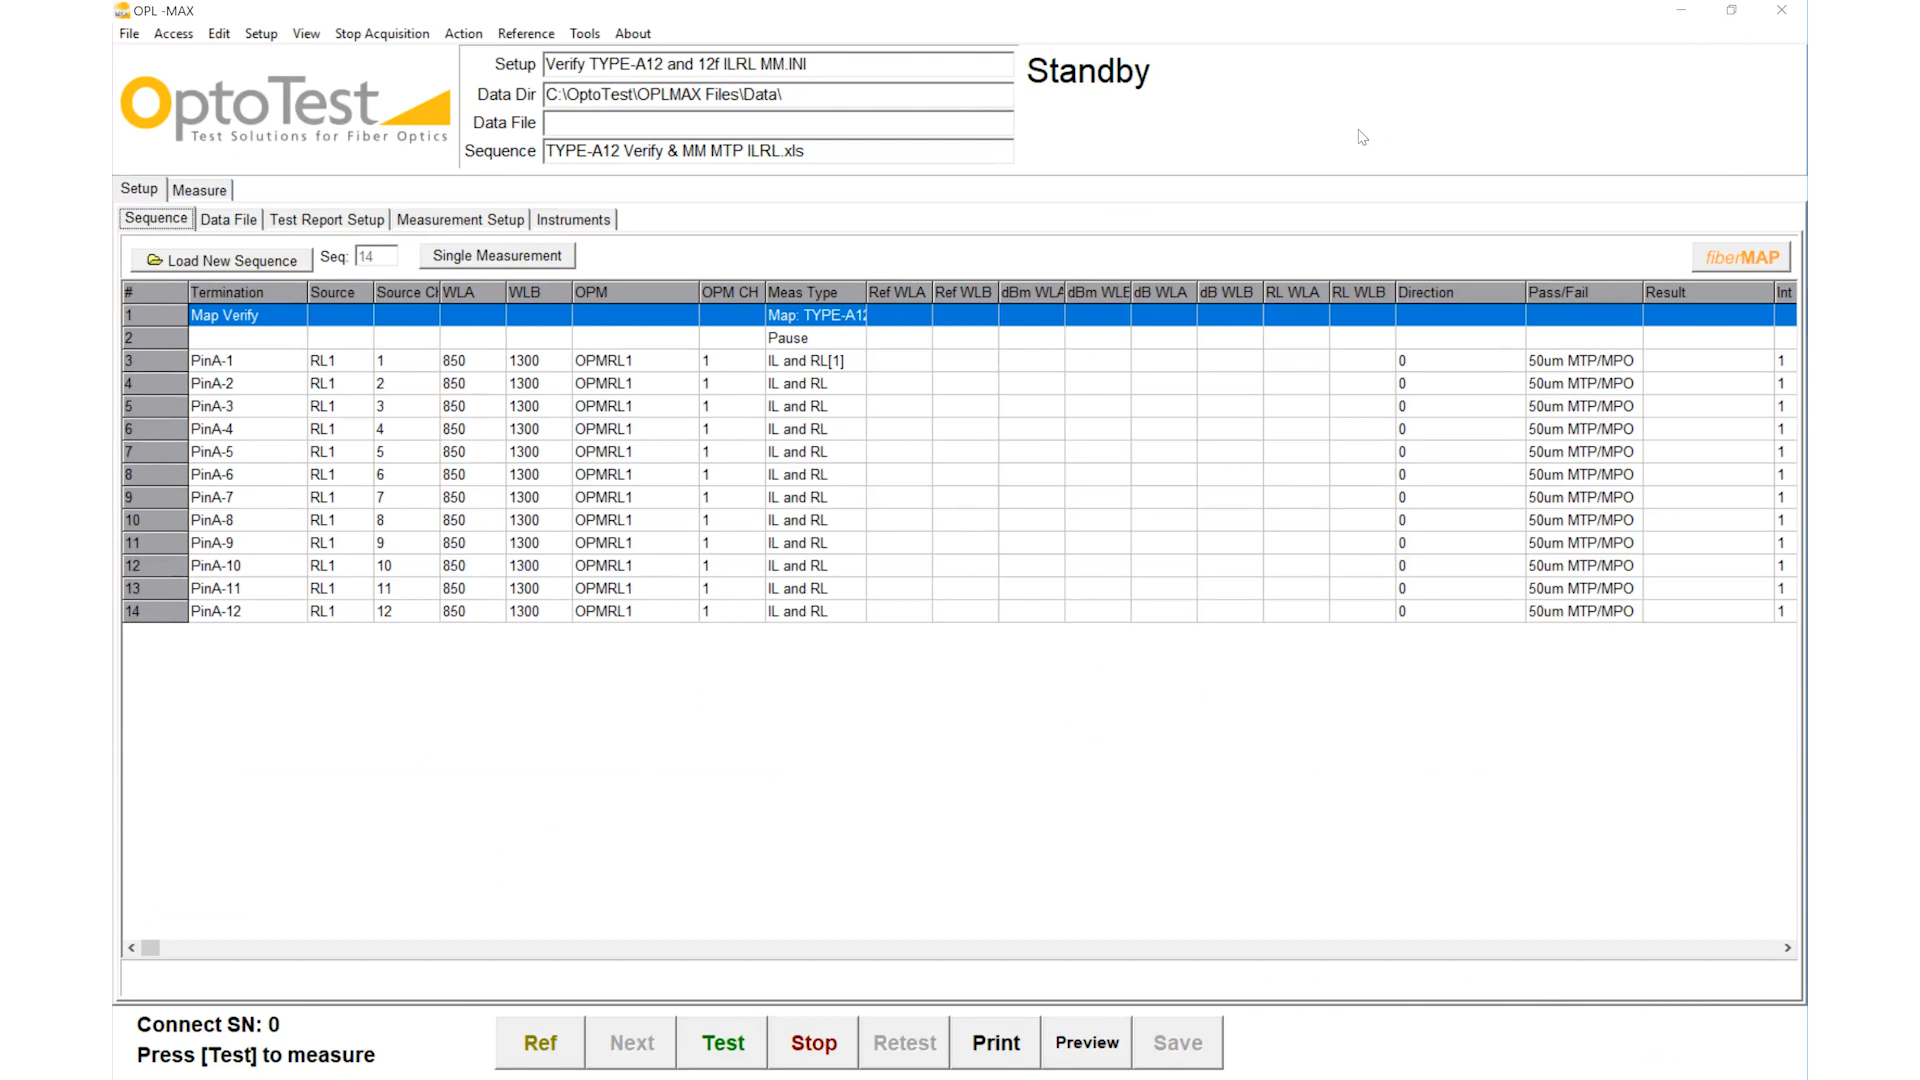 OPL -MAX
File Access Edit Setup View Stop Acquisition Action Reference Tools About
OptoTest
Test Solutions for Fiber Optics
Setup Verify TYPE-A12 and 12f ILRL MM.INI
Data Dir C:\OptoTest\OPLMAX Files\Data\
Data File
Sequence TYPE-A12 Verify & MM MTP ILRL.xls
Standby
Setup Measure
Sequence Data File Test Report Setup Measurement Setup Instruments
Load New Sequence Seq: 14 Single Measurement fiberMAP
# Termination Source Source CH WLA WLB OPM OPM CH Meas Type Ref WLA Ref WLB dBm WLA dBm WLB dB WLA dB WLB RL WLA RL WLB Direction Pass/Fail Result Int
1 Map Verify Map: TYPE-A12
2 Pause
3 PinA-1 RL1 1 850 1300 OPMRL1 1 IL and RL[1] 0 50um MTP/MPO 1
4 PinA-2 RL1 2 850 1300 OPMRL1 1 IL and RL 0 50um MTP/MPO 1
5 PinA-3 RL1 3 850 1300 OPMRL1 1 IL and RL 0 50um MTP/MPO 1
6 PinA-4 RL1 4 850 1300 OPMRL1 1 IL and RL 0 50um MTP/MPO 1
7 PinA-5 RL1 5 850 1300 OPMRL1 1 IL and RL 0 50um MTP/MPO 1
8 PinA-6 RL1 6 850 1300 OPMRL1 1 IL and RL 0 50um MTP/MPO 1
9 PinA-7 RL1 7 850 1300 OPMRL1 1 IL and RL 0 50um MTP/MPO 1
10 PinA-8 RL1 8 850 1300 OPMRL1 1 IL and RL 0 50um MTP/MPO 1
11 PinA-9 RL1 9 850 1300 OPMRL1 1 IL and RL 0 50um MTP/MPO 1
12 PinA-10 RL1 10 850 1300 OPMRL1 1 IL and RL 0 50um MTP/MPO 1
13 PinA-11 RL1 11 850 1300 OPMRL1 1 IL and RL 0 50um MTP/MPO 1
14 PinA-12 RL1 12 850 1300 OPMRL1 1 IL and RL 0 50um MTP/MPO 1
Connect SN: 0
Press [Test] to measure
Ref Next Test Stop Retest Print Preview Save